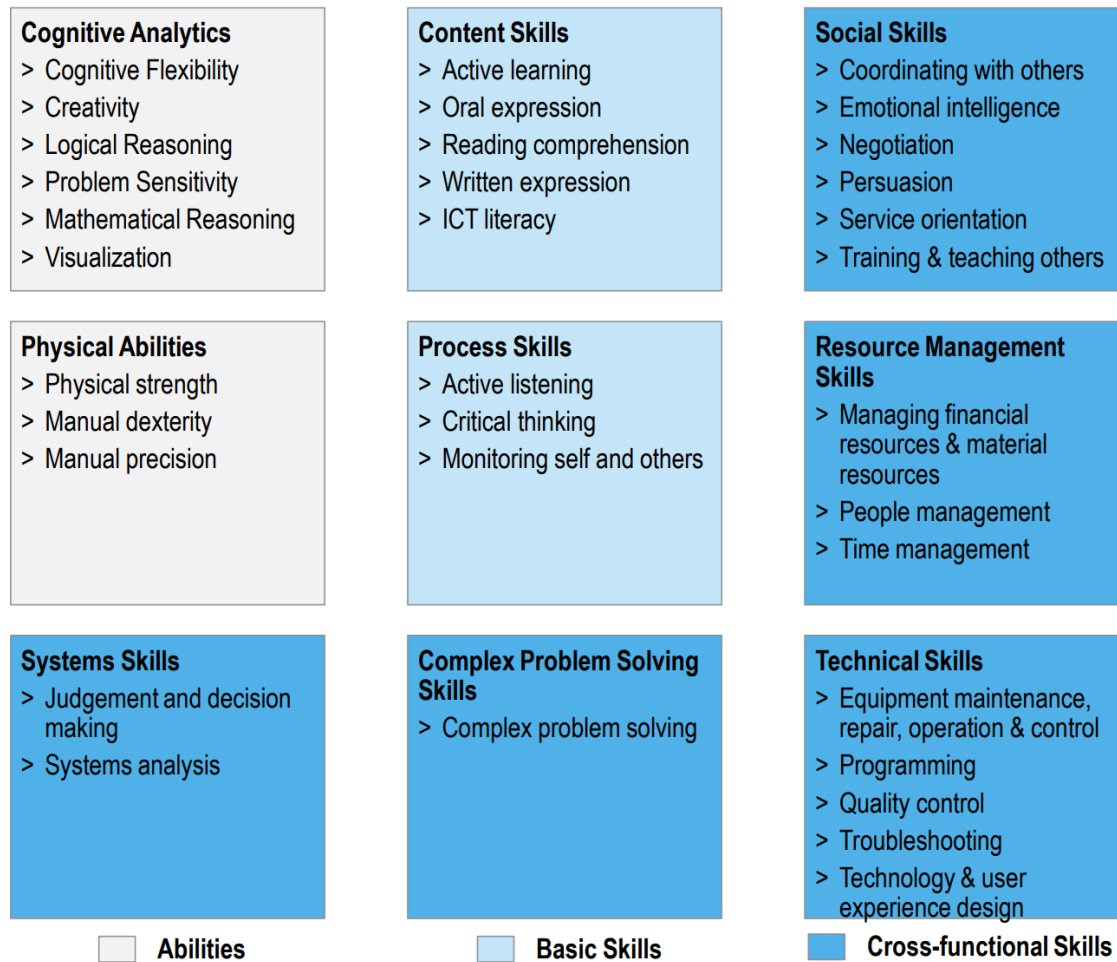 Cognitive Analytics
> Cognitive Flexibility
> Creativity
> Logical Reasoning
> Problem Sensitivity
> Mathematical Reasoning
> Visualization
Content Skills
> Active learning
> Oral expression
> Reading comprehension
> Written expression
> ICT literacy
Social Skills
> Coordinating with others
> Emotional intelligence
> Negotiation
> Persuasion
> Service orientation
> Training & teaching others
Physical Abilities
> Physical strength
> Manual dexterity
> Manual precision
Process Skills
> Active listening
> Critical thinking
> Monitoring self and others
Resource Management
Skills
> Managing financial
resources & material
resources
> People management
> Time management
Systems Skills
> Judgement and decision
making
> Systems analysis
Complex Problem Solving
Skills
> Complex problem solving
Technical Skills
> Equipment maintenance,
repair, operation & control
> Programming
> Quality control
> Troubleshooting
> Technology & user
experience design
Abilities
Basic Skills
Cross-functional Skills